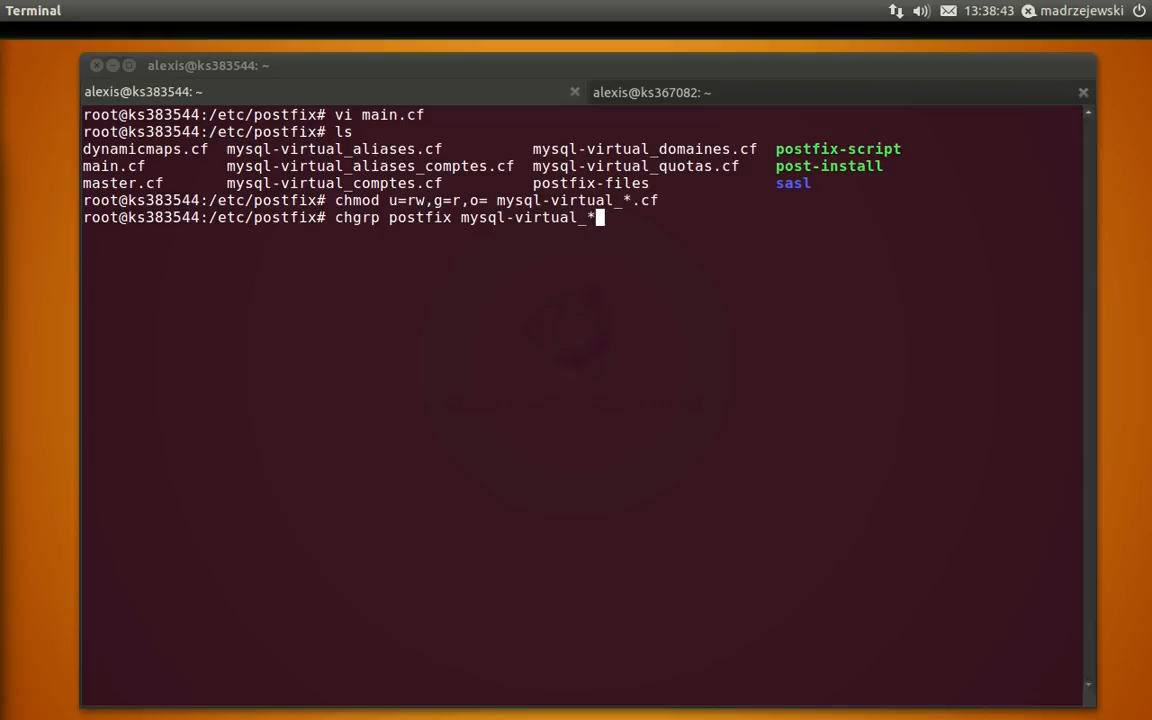 Terminal 13:38:43 madrzejewski
alexis@ks383544: ~
alexis@ks383544: ~ alexis@ks367082: ~
root@ks383544:/etc/postfix# vi main.cf
root@ks383544:/etc/postfix# ls
dynamicmaps.cf mysql-virtual_aliases.cf mysql-virtual_domaines.cf postfix-script
main.cf mysql-virtual_aliases_comptes.cf mysql-virtual_quotas.cf post-install
master.cf mysql-virtual_comptes.cf postfix-files sasl
root@ks383544:/etc/postfix# chmod u=rw,g=r,o= mysql-virtual_*.cf
root@ks383544:/etc/postfix# chgrp postfix mysql-virtual_*